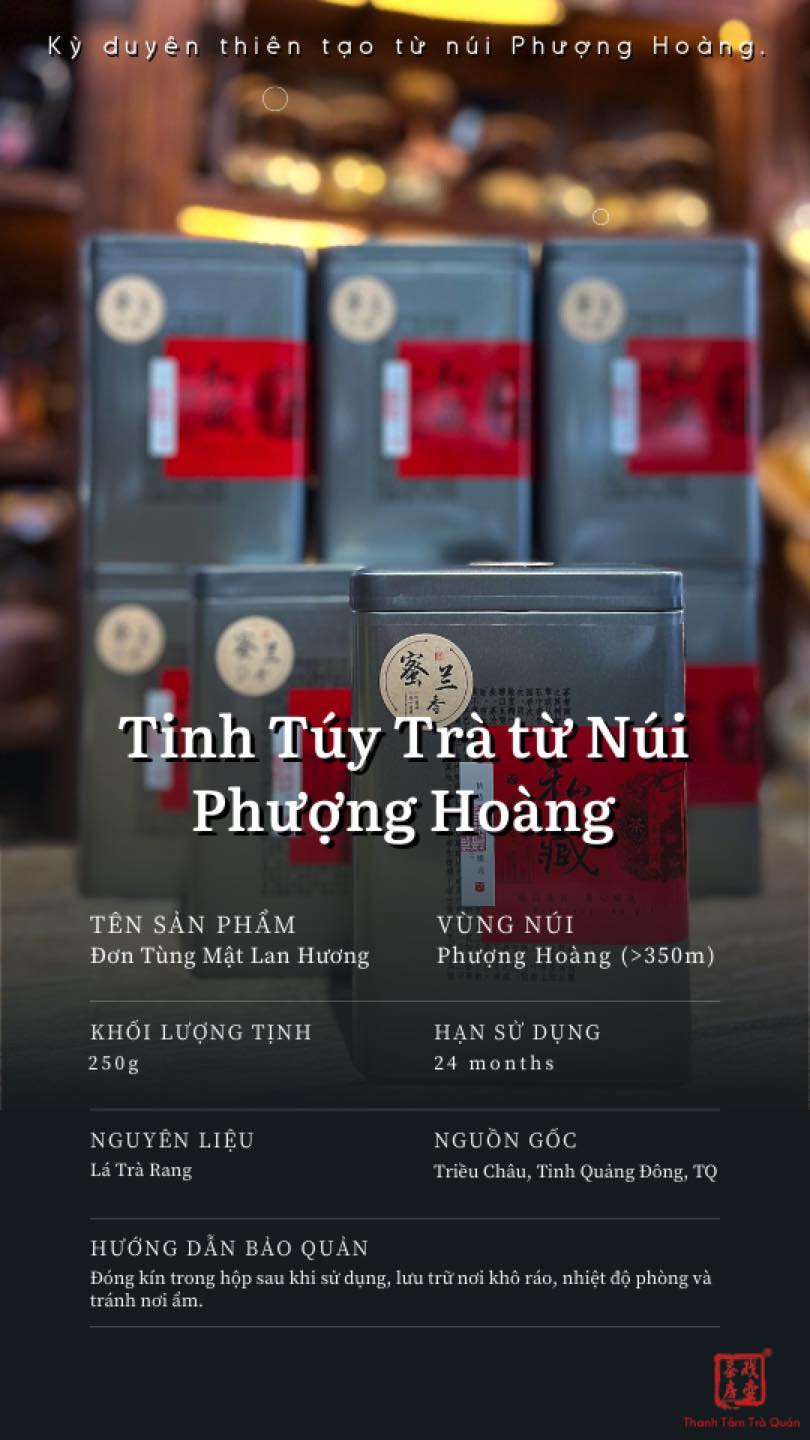 Kỳ duyên thiên tạo từ núi Phượng Hoàng.
蜜兰香
私藏
Tinh Túy Trà từ Núi
Phượng Hoàng
TÊN SẢN PHẨM
Đơn Tùng Mật Lan Hương
VÙNG NÚI
Phượng Hoàng (>350m)
KHỐI LƯỢNG TỊNH
250g
HẠN SỬ DỤNG
24 months
NGUYÊN LIỆU
Lá Trà Rang
NGUỒN GỐC
Triều Châu, Tỉnh Quảng Đông, TQ
HƯỚNG DẪN BẢO QUẢN
Đóng kín trong hộp sau khi sử dụng, lưu trữ nơi khô ráo, nhiệt độ phòng và
tránh nơi ẩm.
Thanh Tâm Trà Quán